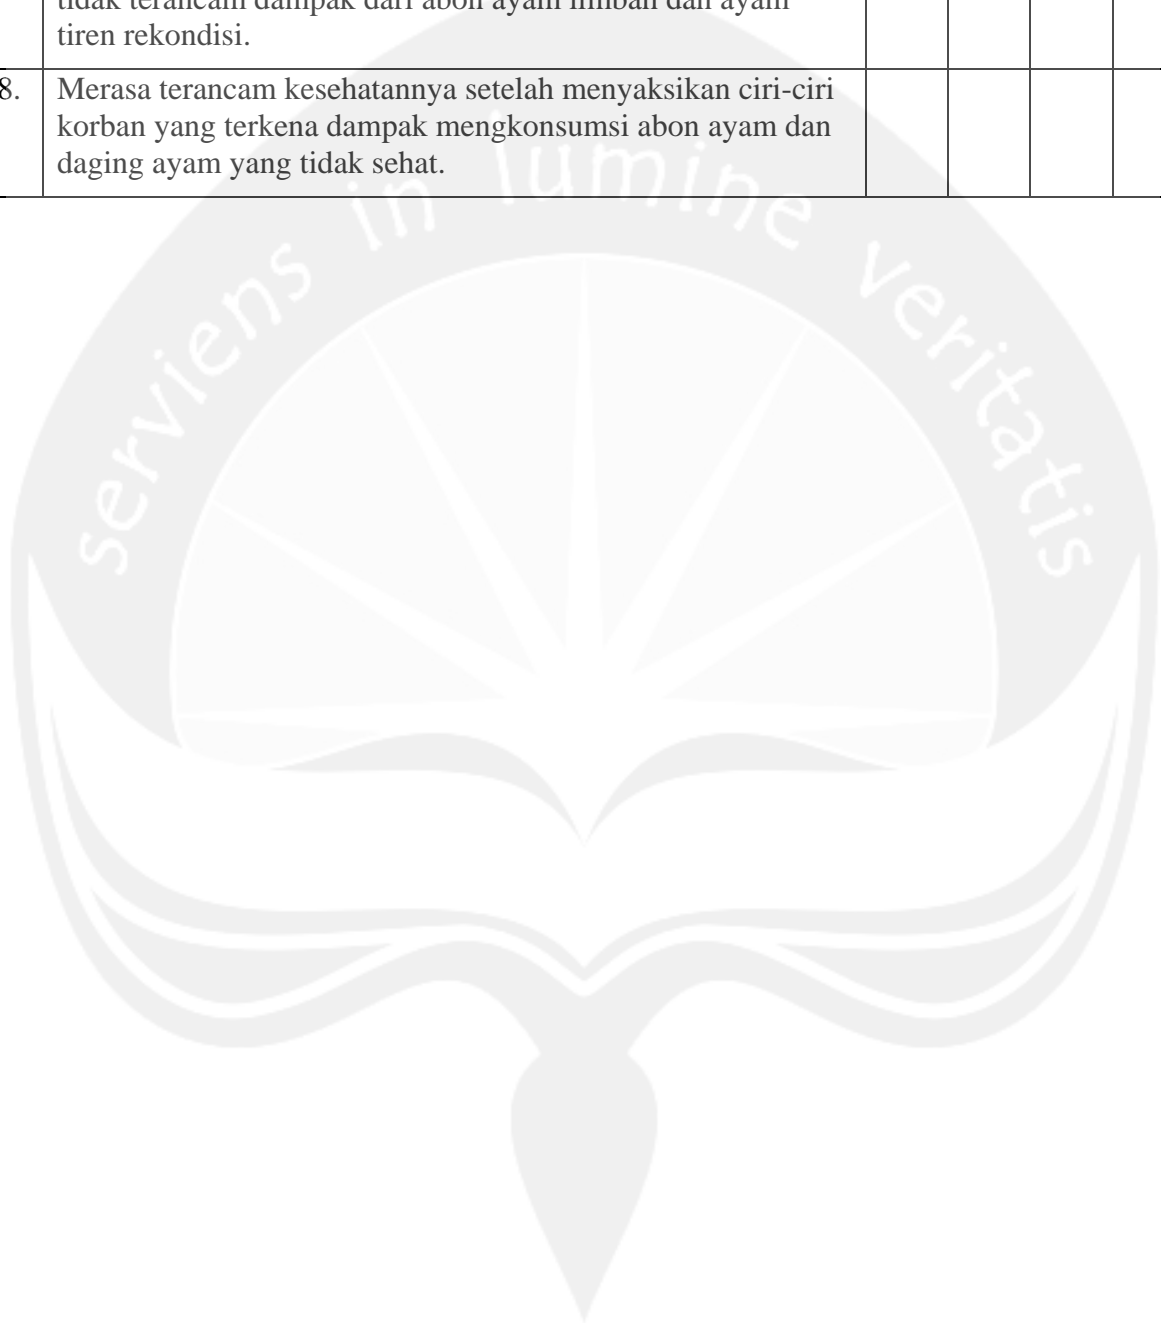 tidak terancam dampak dari abon ayam limbah dan ayam
tiren rekondisi.
8. Merasa terancam kesehatannya setelah menyaksikan ciri-ciri
korban yang terkena dampak mengkonsumsi abon ayam dan
daging ayam yang tidak sehat.
serviens in lumine veritatis